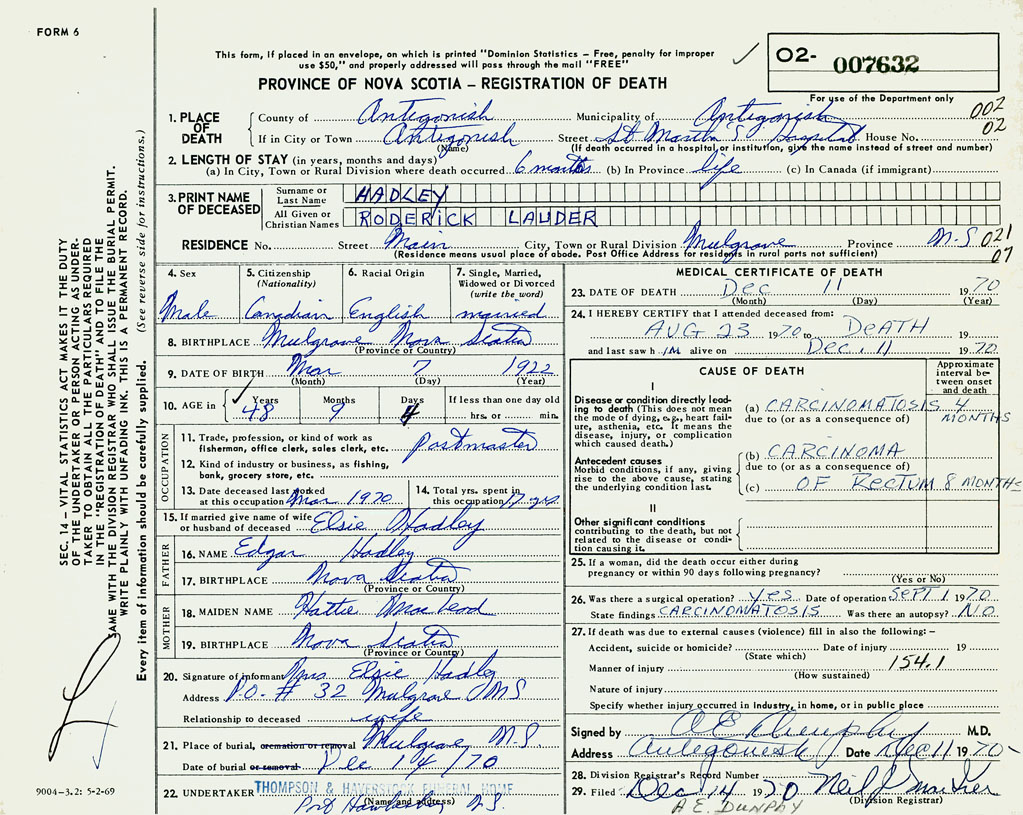 FORM 6
This form, if placed in an envelope, on which is printed "Dominion Statistics – Free, penalty for improper
use $50," and properly addressed will pass through the mail "FREE"
O2- 007632
PROVINCE OF NOVA SCOTIA – REGISTRATION OF DEATH
For use of the Department only
002
02
1. PLACE OF DEATH
County of Antigonish Municipality of Antigonish
If in City or Town Antigonish Street St. Martha's Hospital House No.
(Name) (If death occurred in a hospital or institution, give the name instead of street and number)
2. LENGTH OF STAY (in years, months and days)
(a) In City, Town or Rural Division where death occurred 6 months (b) In Province life (c) In Canada (if immigrant)
3. PRINT NAME OF DECEASED
Surname or Last Name HADLEY
All Given or Christian Names RODERICK LAUDER
RESIDENCE No. Street Main City, Town or Rural Division Mulgrave Province N-S 021
(Residence means usual place of abode. Post Office Address for residents in rural parts not sufficient) 07
4. Sex Male
5. Citizenship (Nationality) Canadian
6. Racial Origin English
7. Single, Married, Widowed or Divorced (write the word) married
8. BIRTHPLACE Mulgrave Nova Scotia
(Province or Country)
9. DATE OF BIRTH Mar 7 1922
(Month) (Day) (Year)
10. AGE in Years 48 Months 9 Days 4 If less than one day old
hrs. or min.
OCCUPATION
11. Trade, profession, or kind of work as
fisherman, office clerk, sales clerk, etc. Postmaster
12. Kind of industry or business, as fishing,
bank, grocery store, etc.
13. Date deceased last worked
at this occupation Mar 1970
14. Total yrs. spent in
this occupation 17 yrs
15. If married give name of wife
or husband of deceased Elsie Hadley
FATHER
16. NAME Edgar Hadley
17. BIRTHPLACE Nova Scotia
(Province or Country)
MOTHER
18. MAIDEN NAME Hattie MacLeod
19. BIRTHPLACE Nova Scotia
(Province or Country)
20. Signature of informant Mrs Elsie Hadley
Address P.O. # 32 Mulgrave N S
Relationship to deceased wife
21. Place of burial, cremation or removal Mulgrave N.S.
Date of burial or removal Dec 14/70
22. UNDERTAKER THOMPSON & HAVERSTOCK FUNERAL HOME
(Name and address)
Port Hawkesbury N.S.
MEDICAL CERTIFICATE OF DEATH
23. DATE OF DEATH Dec 11 1970
(Month) (Day) (Year)
24. I HEREBY CERTIFY that I attended deceased from:
AUG 23 1970 to DEATH 19
and last saw h IM alive on Dec. 11 1970
CAUSE OF DEATH
Approximate interval between onset and death
I
Disease or condition directly leading to death (This does not mean
the mode of dying, e.g., heart failure, asthenia, etc. It means the
disease, injury, or complication
which caused death.)
(a) CARCINOMATOSIS 4 MONTHS
due to (or as a consequence of)
Antecedent causes
Morbid conditions, if any, giving
rise to the above cause, stating
the underlying condition last.
(b) CARCINOMA
due to (or as a consequence of)
(c) OF RECTUM 8 MONTHS
II
Other significant conditions
contributing to the death, but not
related to the disease or condition causing it.
25. If a woman, did the death occur either during
pregnancy or within 90 days following pregnancy?
(Yes or No)
26. Was there a surgical operation? YES Date of operation SEPT 1 1970
State findings CARCINOMATOSIS Was there an autopsy? NO
27. If death was due to external causes (violence) fill in also the following: –
Accident, suicide or homicide? Date of injury 19
(State which)
154.1
Manner of injury
(How sustained)
Nature of injury
Specify whether injury occurred in industry, in home, or in public place
Signed by A E Dunphy M.D.
Address Antigonish Date Dec 11 1970
28. Division Registrar's Record Number
29. Filed Dec 14 1970 Neil
(Division Registrar)
A.E. DUNPHY
SEC. 14 – VITAL STATISTICS ACT MAKES IT THE DUTY
OF THE UNDERTAKER OR PERSON ACTING AS UNDERTAKER TO OBTAIN ALL THE PARTICULARS REQUIRED
IN THE "REGISTRATION OF DEATH" AND TO FILE THE
SAME WITH THE DIVISION REGISTRAR WHO SHALL ISSUE THE BURIAL PERMIT.
WRITE PLAINLY WITH UNFADING INK. THIS IS A PERMANENT RECORD.
Every item of information should be carefully supplied. (See reverse side for instructions.)
9004-3.2: 5-2-69